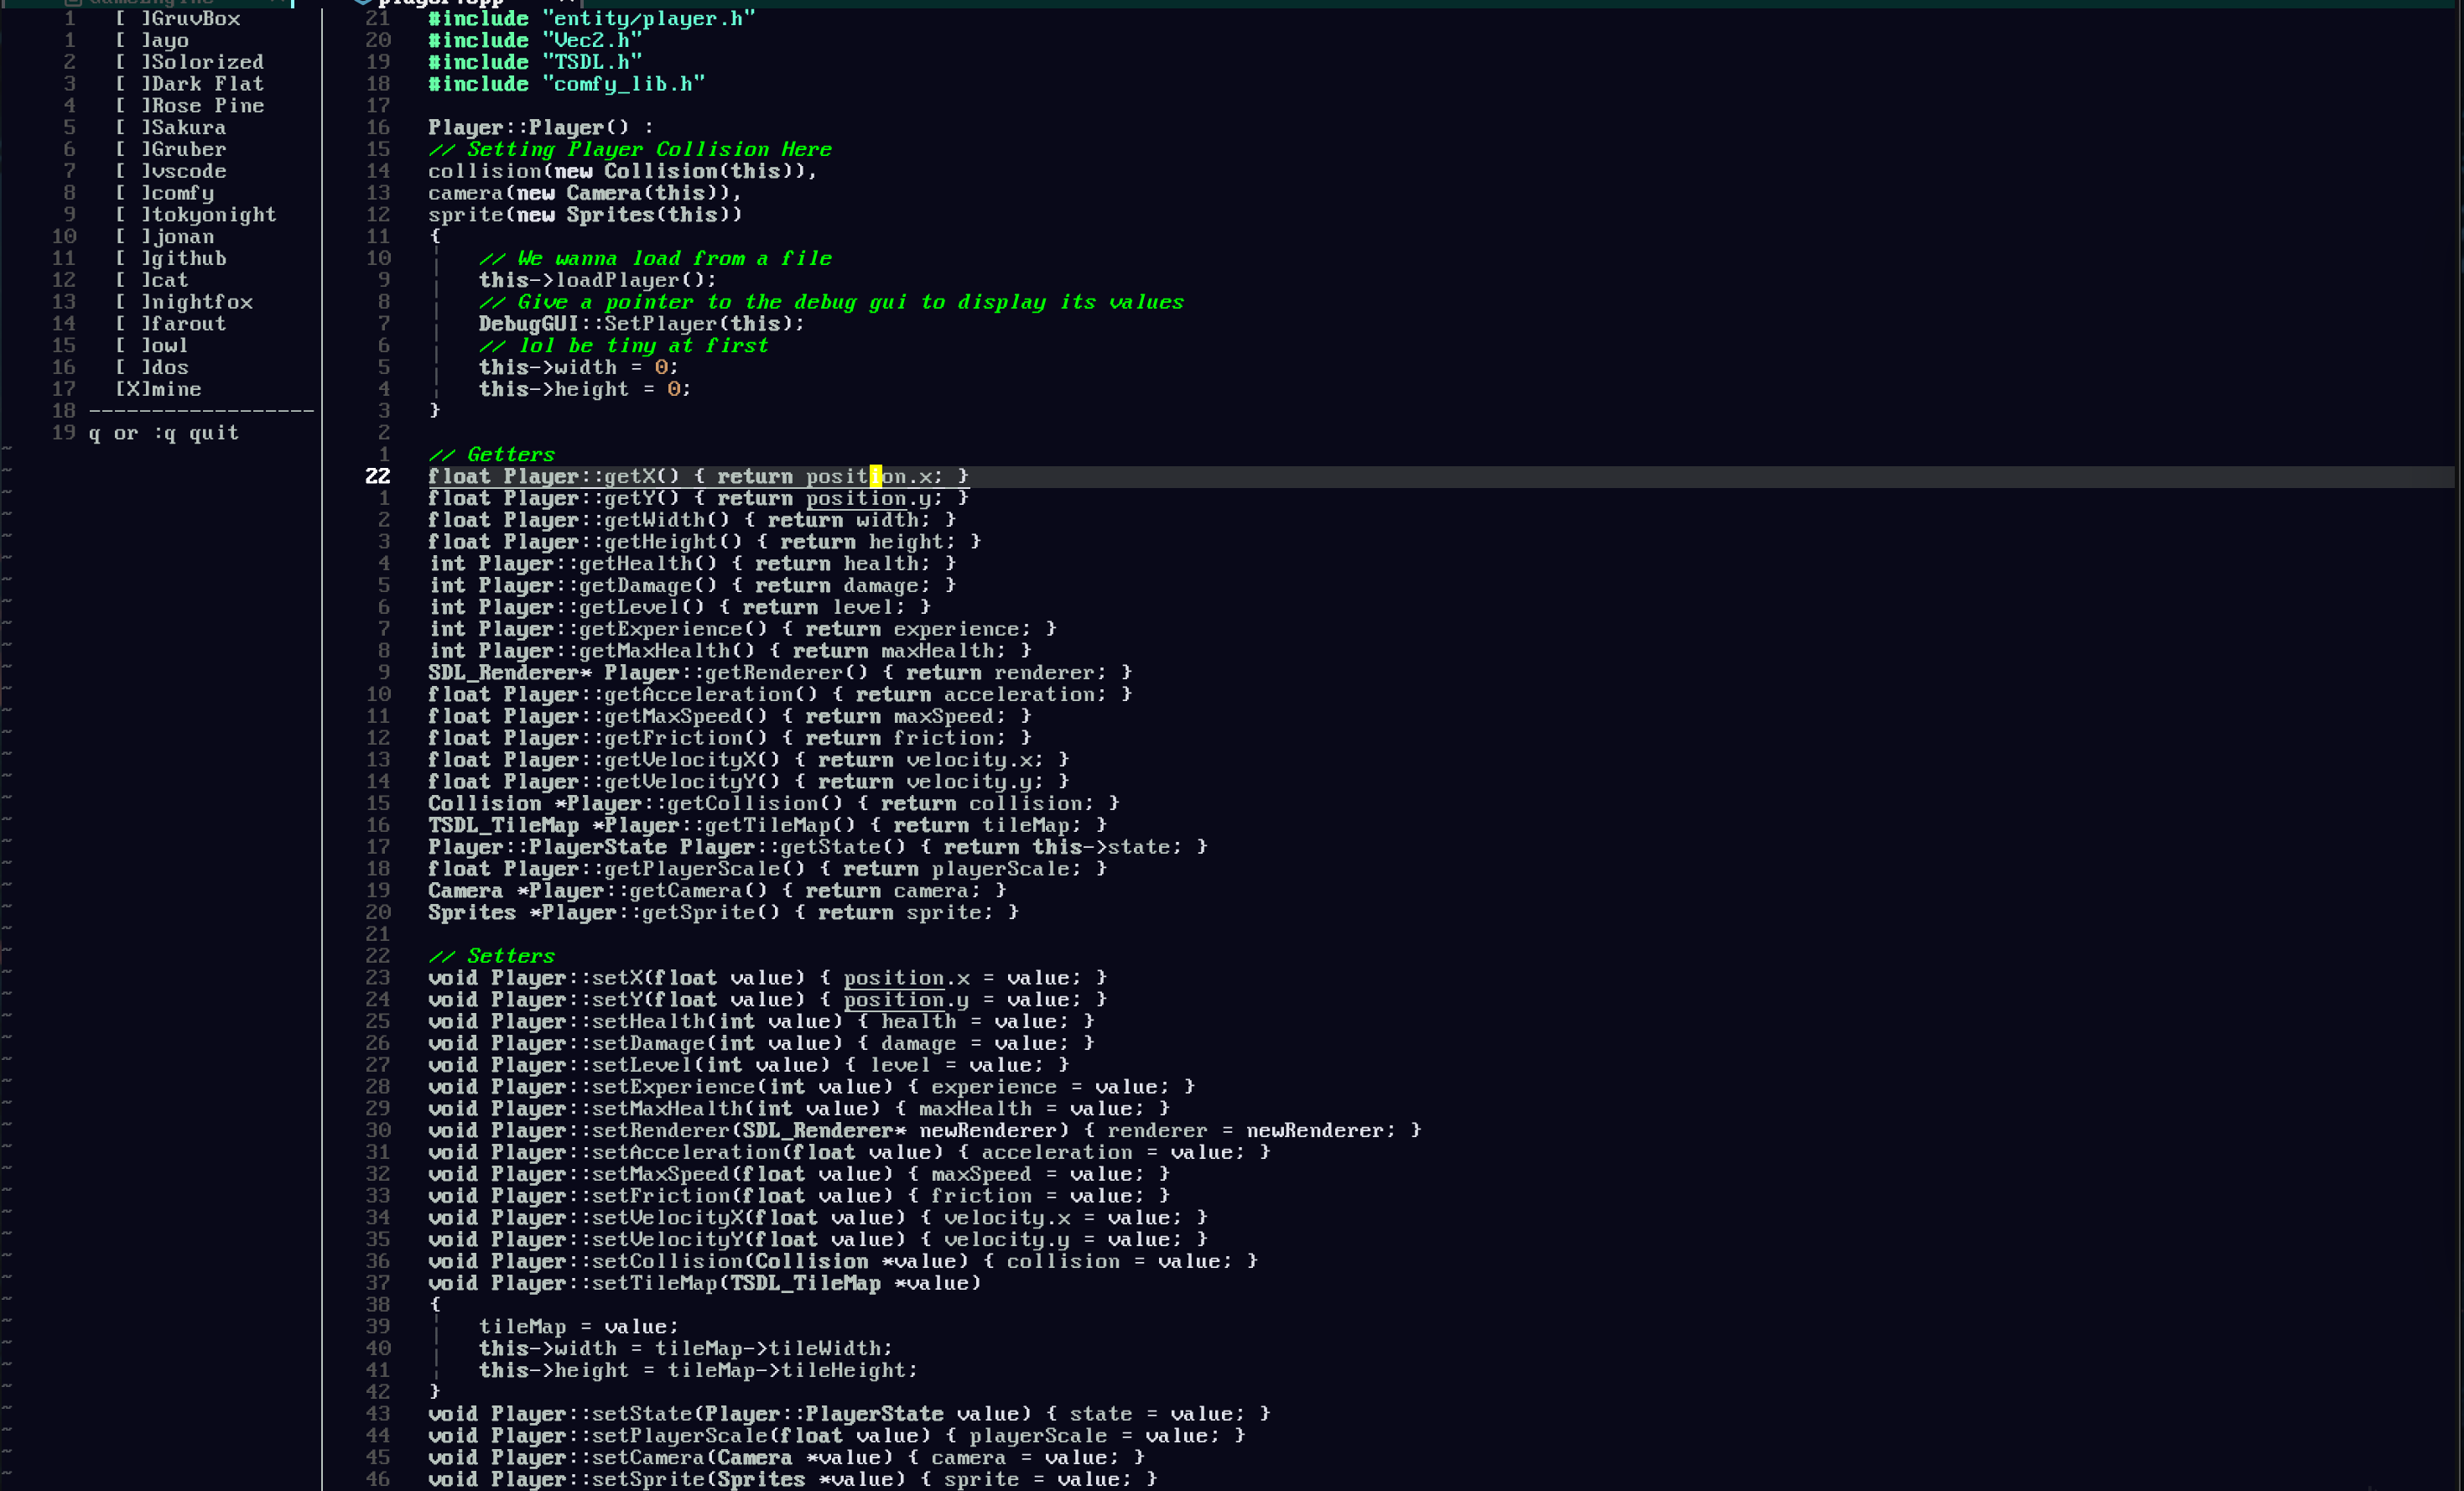 1 [ ]GruvBox
1 [ ]ayo
2 [ ]Solorized
3 [ ]Dark Flat
4 [ ]Rose Pine
5 [ ]Sakura
6 [ ]Gruber
7 [ ]vscode
8 [ ]comfy
9 [ ]tokyonight
10 [ ]jonan
11 [ ]github
12 [ ]cat
13 [ ]nightfox
14 [ ]farout
15 [ ]owl
16 [ ]dos
17 [X]mine
18 ------------------
19 q or :q quit
21 #include "entity/player.h"
20 #include "Vec2.h"
19 #include "TSDL.h"
18 #include "comfy_lib.h"
17
16 Player::Player() :
15 // Setting Player Collision Here
14 collision(new Collision(this)),
13 camera(new Camera(this)),
12 sprite(new Sprites(this))
11 {
10 // We wanna load from a file
9 this->loadPlayer();
8 // Give a pointer to the debug gui to display its values
7 DebugGUI::SetPlayer(this);
6 // lol be tiny at first
5 this->width = 0;
4 this->height = 0;
3 }
2
1 // Getters
22 float Player::getX() { return position.x; }
1 float Player::getY() { return position.y; }
2 float Player::getWidth() { return width; }
3 float Player::getHeight() { return height; }
4 int Player::getHealth() { return health; }
5 int Player::getDamage() { return damage; }
6 int Player::getLevel() { return level; }
7 int Player::getExperience() { return experience; }
8 int Player::getMaxHealth() { return maxHealth; }
9 SDL_Renderer* Player::getRenderer() { return renderer; }
10 float Player::getAcceleration() { return acceleration; }
11 float Player::getMaxSpeed() { return maxSpeed; }
12 float Player::getFriction() { return friction; }
13 float Player::getVelocityX() { return velocity.x; }
14 float Player::getVelocityY() { return velocity.y; }
15 Collision *Player::getCollision() { return collision; }
16 TSDL_TileMap *Player::getTileMap() { return tileMap; }
17 Player::PlayerState Player::getState() { return this->state; }
18 float Player::getPlayerScale() { return playerScale; }
19 Camera *Player::getCamera() { return camera; }
20 Sprites *Player::getSprite() { return sprite; }
21
22 // Setters
23 void Player::setX(float value) { position.x = value; }
24 void Player::setY(float value) { position.y = value; }
25 void Player::setHealth(int value) { health = value; }
26 void Player::setDamage(int value) { damage = value; }
27 void Player::setLevel(int value) { level = value; }
28 void Player::setExperience(int value) { experience = value; }
29 void Player::setMaxHealth(int value) { maxHealth = value; }
30 void Player::setRenderer(SDL_Renderer* newRenderer) { renderer = newRenderer; }
31 void Player::setAcceleration(float value) { acceleration = value; }
32 void Player::setMaxSpeed(float value) { maxSpeed = value; }
33 void Player::setFriction(float value) { friction = value; }
34 void Player::setVelocityX(float value) { velocity.x = value; }
35 void Player::setVelocityY(float value) { velocity.y = value; }
36 void Player::setCollision(Collision *value) { collision = value; }
37 void Player::setTileMap(TSDL_TileMap *value)
38 {
39 tileMap = value;
40 this->width = tileMap->tileWidth;
41 this->height = tileMap->tileHeight;
42 }
43 void Player::setState(Player::PlayerState value) { state = value; }
44 void Player::setPlayerScale(float value) { playerScale = value; }
45 void Player::setCamera(Camera *value) { camera = value; }
46 void Player::setSprite(Sprites *value) { sprite = value; }